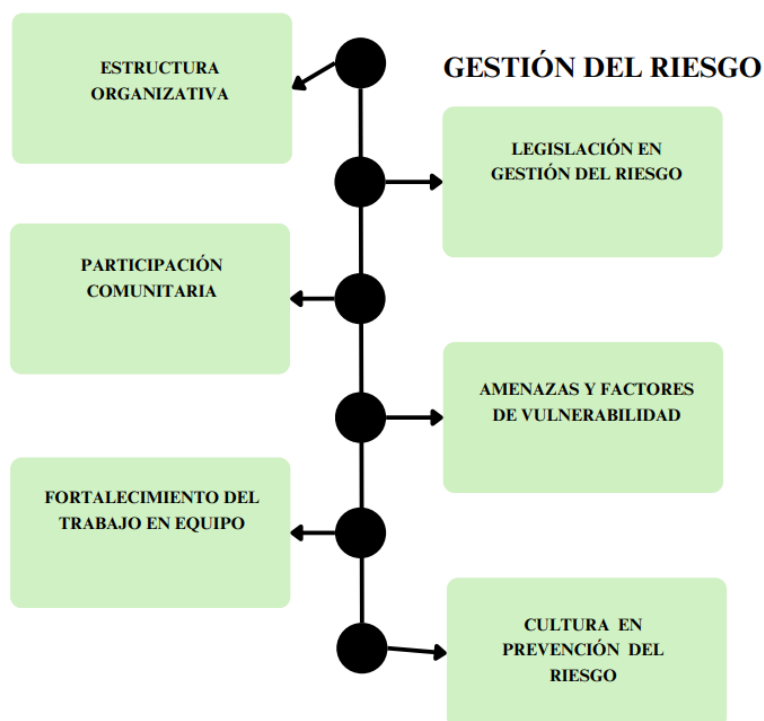 GESTIÓN DEL RIESGO
ESTRUCTURA
ORGANIZATIVA
LEGISLACIÓN EN
GESTIÓN DEL RIESGO
PARTICIPACIÓN
COMUNITARIA
AMENAZAS Y FACTORES
DE VULNERABILIDAD
FORTALECIMIENTO DEL
TRABAJO EN EQUIPO
CULTURA EN
PREVENCIÓN DEL
RIESGO